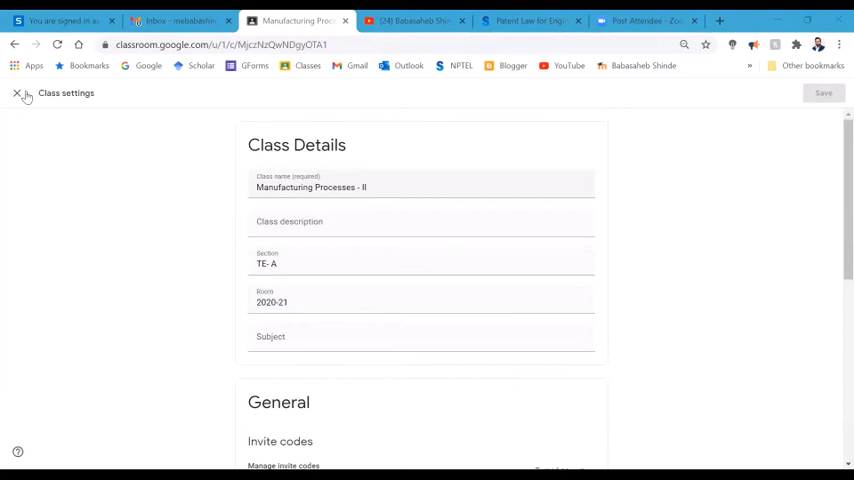 You are signed in as
Inbox - mebabashin
Manufacturing Proces
Babasaheb Shind
Patent Law for Engin
Post Attendee - Zoo
classroom.google.com/u/1/c/MjczNzQwNDgyOTA1
Apps
Bookmarks
Google
Scholar
GForms
Classes
Gmail
Outlook
NPTEL
Blogger
YouTube
Babasaheb Shinde
»
Other bookmarks
Class settings
Save
Class Details
Class name (required)
Manufacturing Processes - II
Class description
Section
TE- A
Room
2020-21
Subject
General
Invite codes
Manage invite codes